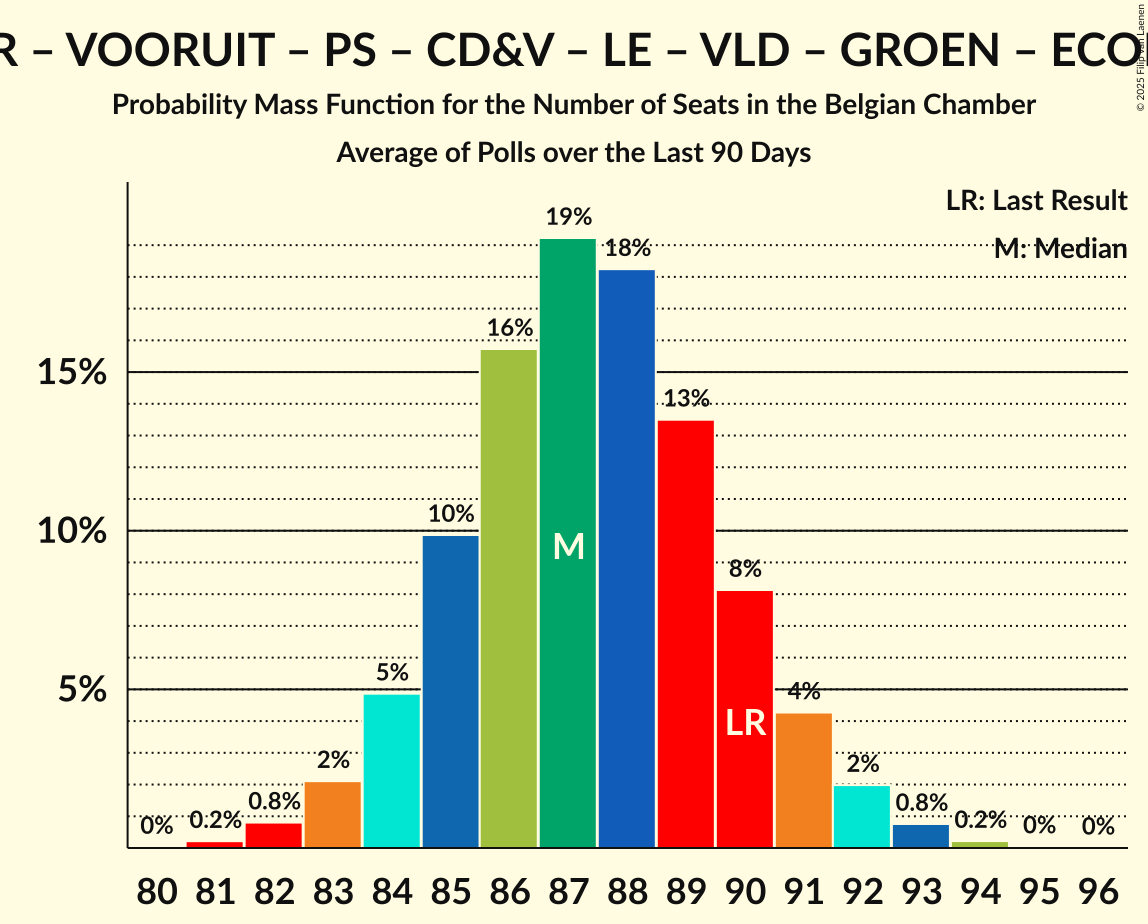 R – VOORUIT – PS – CD&V – LE – VLD – GROEN – ECO
© 2025 Filip van Laenen
Probability Mass Function for the Number of Seats in the Belgian Chamber
Average of Polls over the Last 90 Days
LR: Last Result
M: Median
15%
10%
5%
0%
0.2%
0.8%
2%
5%
10%
16%
19%
18%
13%
8%
4%
2%
0.8%
0.2%
0%
0%
M
LR
80 81 82 83 84 85 86 87 88 89 90 91 92 93 94 95 96